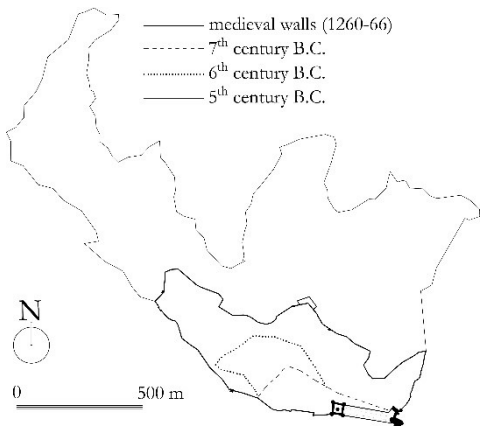 medieval walls (1260-66)
7th century B.C.
6th century B.C.
5th century B.C.
N
0 500 m